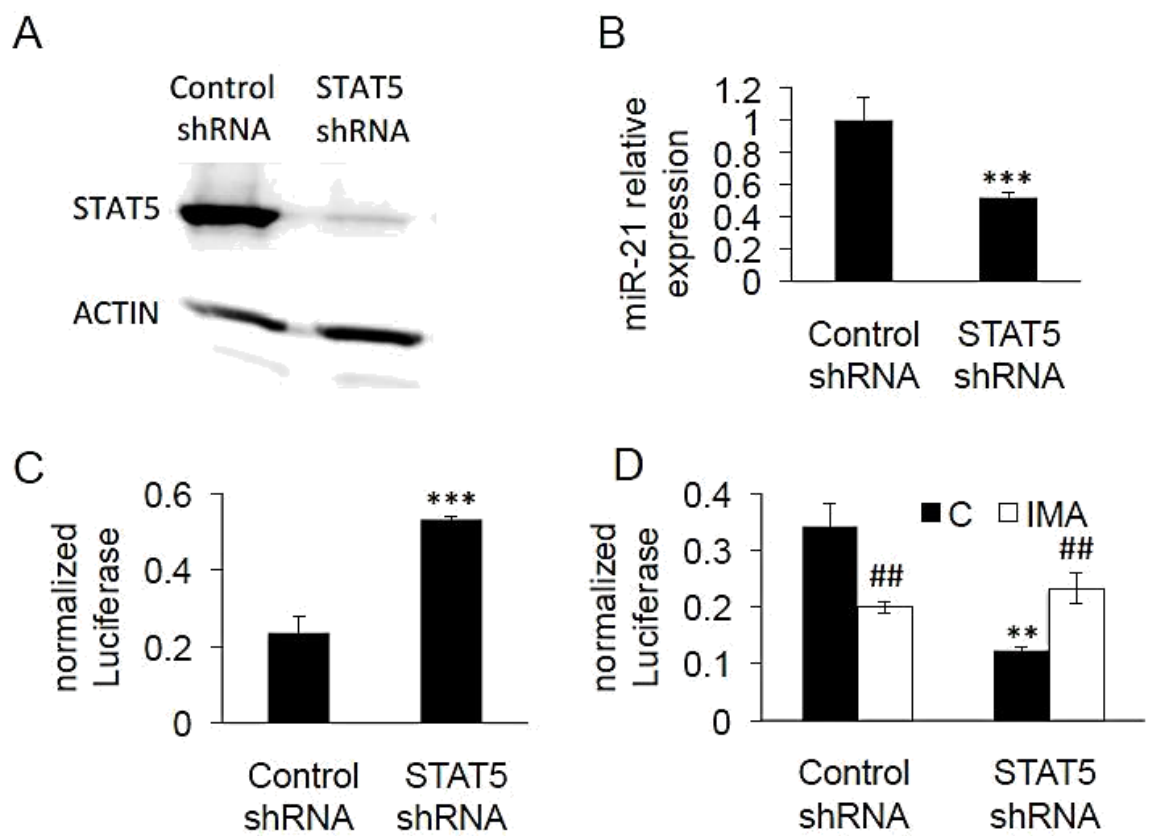 A
Control
shRNA
STAT5
shRNA
STAT5
ACTIN
B
miR-21 relative
expression
1.2
1
0.8
0.6
0.4
0.2
0
***
Control
shRNA
STAT5
shRNA
C
normalized
Luciferase
0.6
0.4
0.2
0
***
Control
shRNA
STAT5
shRNA
D
normalized
Luciferase
0.4
0.3
0.2
0.1
0
C IMA
##
**
##
Control
shRNA
STAT5
shRNA